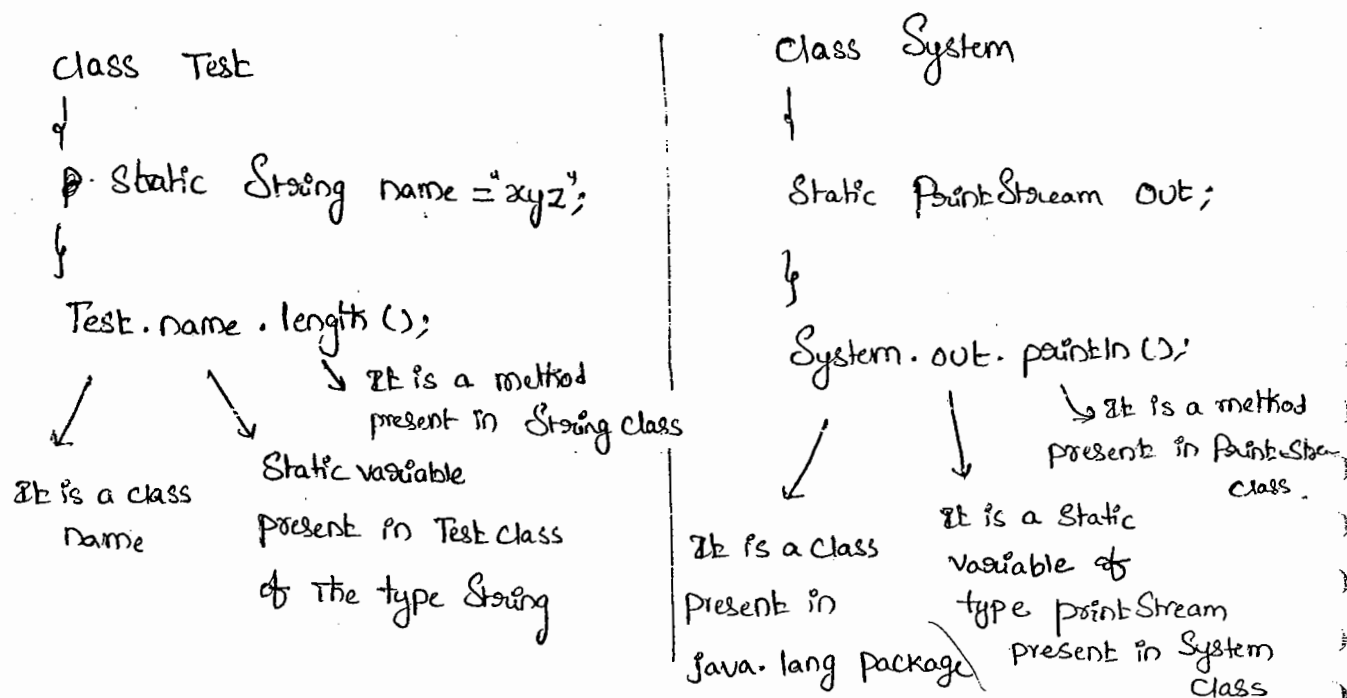 class Test
{
static String name = "xyz";
}
Test.name.length();
It is a method
present in String class
Static variable
present in Test class
of the type String
It is a class
name
class System
{
Static PrintStream out;
}
System.out.println();
It is a method
present in
class.
It is a static
variable of
type printStream
present in System
class
It is a class
present in
java.lang package